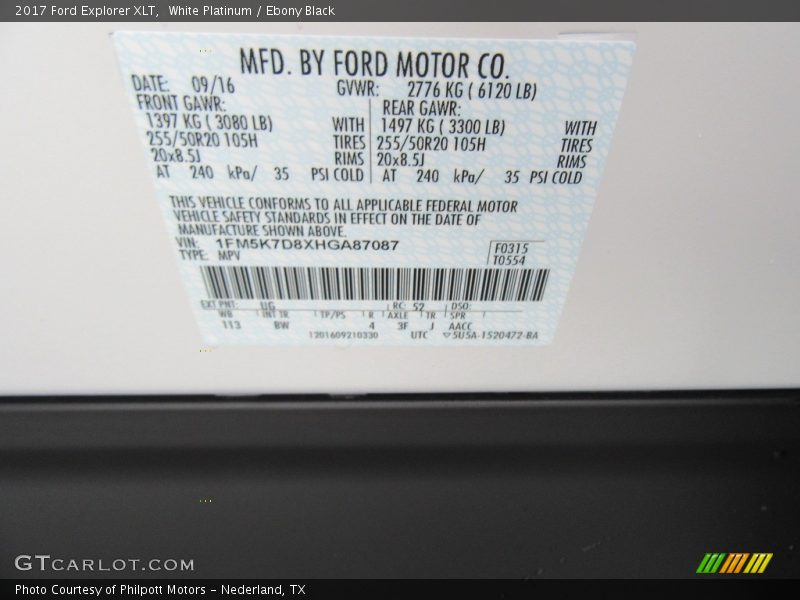 2017 Ford Explorer XLT,  White Platinum / Ebony Black
MFD. BY FORD MOTOR CO.
DATE: 09/16 GVWR: 2776 KG ( 6120 LB)
FRONT GAWR: REAR GAWR:
1397 KG ( 3080 LB) WITH 1497 KG ( 3300 LB) WITH
255/50R20 105H TIRES 255/50R20 105H TIRES
20x8.5J RIMS 20x8.5J RIMS
AT 240 kPa/ 35 PSI COLD AT 240 kPa/ 35 PSI COLD
THIS VEHICLE CONFORMS TO ALL APPLICABLE FEDERAL MOTOR
VEHICLE SAFETY STANDARDS IN EFFECT ON THE DATE OF
MANUFACTURE SHOWN ABOVE.
VIN: 1FM5K7D8XHGA87087 F0315
TYPE: MPV T0554
EXT PNT: UG RC: 52 DSO:
WB INT TR TP/PS R AXLE TR SPR
113 BW 4 3F J AACC
1201609210330 UTC ▽5U5A-1520472-BA
GTCARLOT.COM
Photo Courtesy of Philpott Motors - Nederland, TX